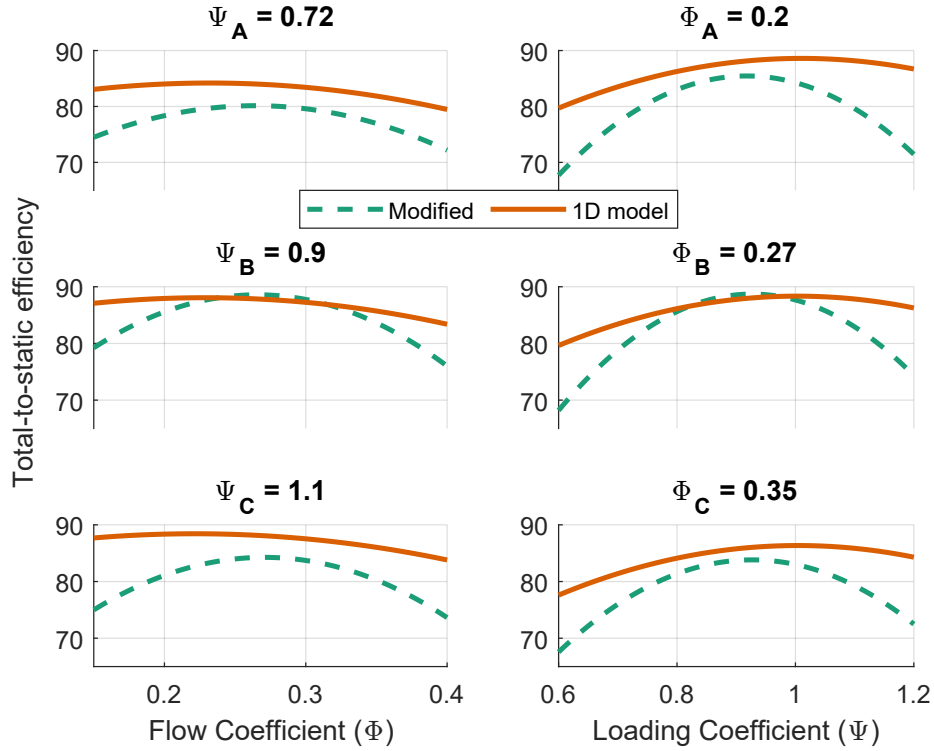 Ψ_A = 0.72
Φ_A = 0.2
90
80
70
90
80
70
Modified
1D model
Total-to-static efficiency
Ψ_B = 0.9
Φ_B = 0.27
90
80
70
90
80
70
Ψ_C = 1.1
Φ_C = 0.35
90
80
70
90
80
70
0.2 0.3 0.4
0.6 0.8 1 1.2
Flow Coefficient (Φ)
Loading Coefficient (Ψ)